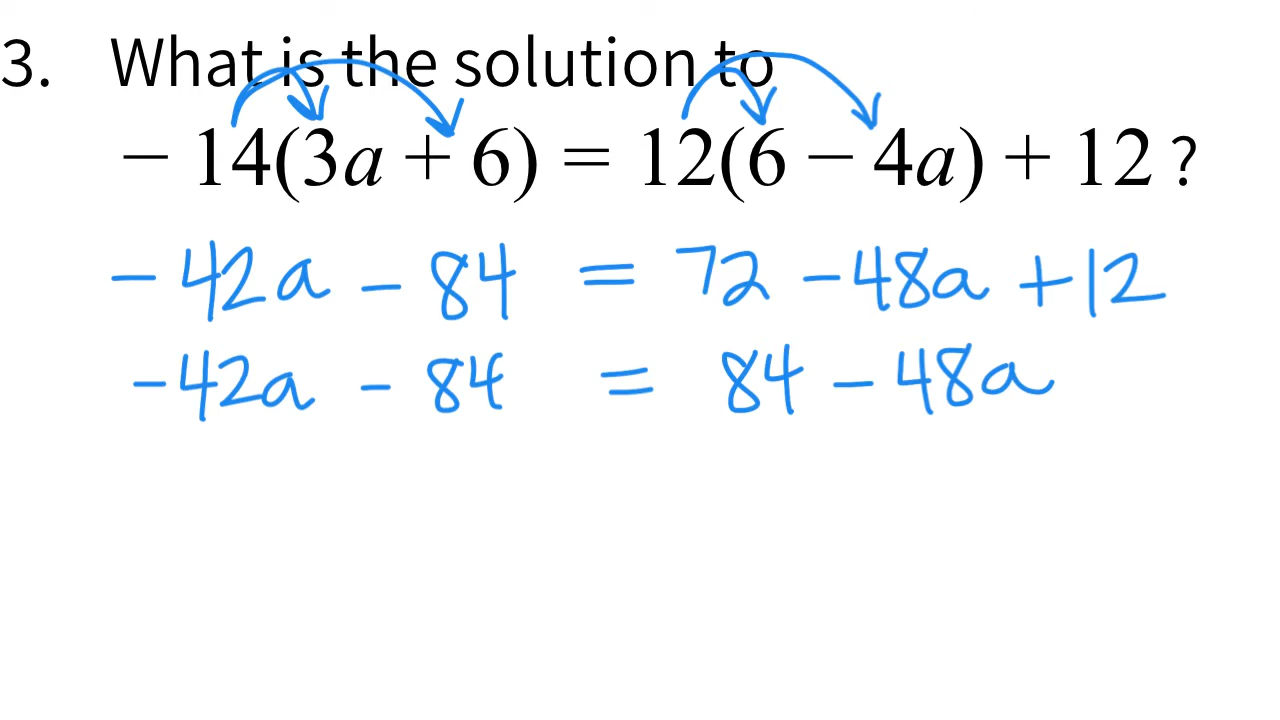 3. What is the solution to
− 14(3a + 6) = 12(6 − 4a) + 12 ?
− 42a − 84 = 72 − 48a + 12
− 42a − 84 = 84 − 48a